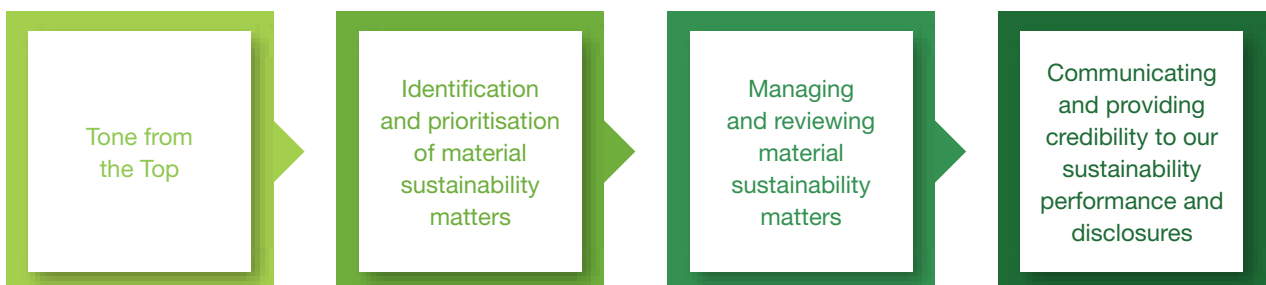 Tone from
the Top
Identification
and prioritisation
of material
sustainability
matters
Managing
and reviewing
material
sustainability
matters
Communicating
and providing
credibility to our
sustainability
performance and
disclosures